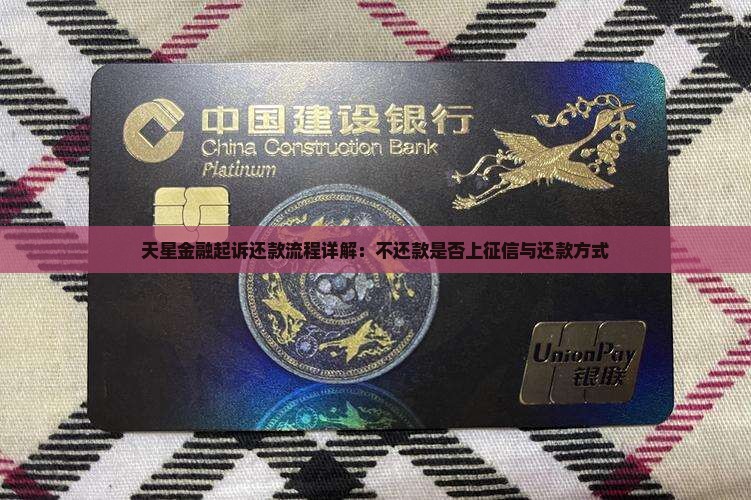 中国建设银行
China Construction Bank
Platinum
天星金融起诉还款流程详解：不还款是否上征信与还款方式
UnionPay
银联